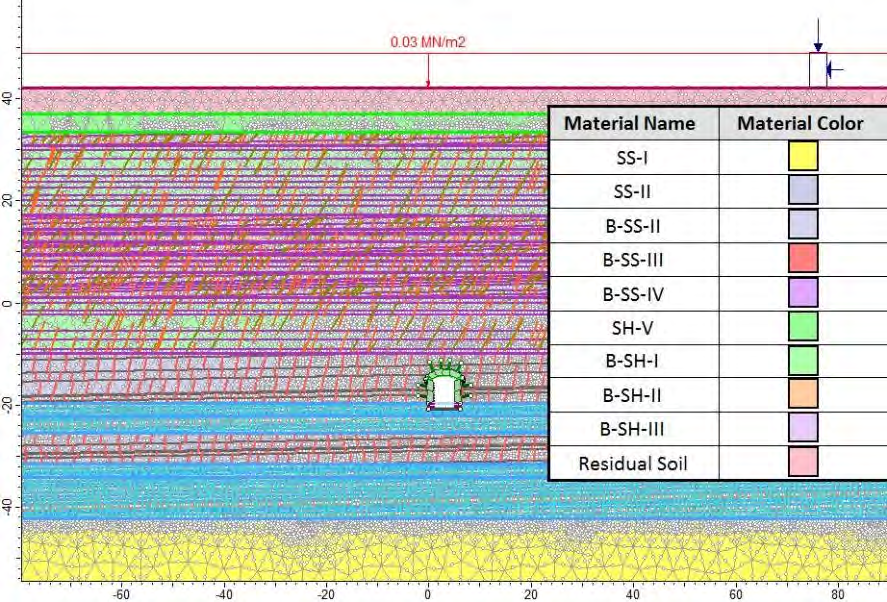 0.03 MN/m2
40
20
0
20
-40
Material Name Material Color
SS-I
SS-II
B-SS-II
B-SS-III
B-SS-IV
SH-V
B-SH-I
B-SH-II
B-SH-III
Residual Soil
-60 -40 -20 0 20 40 60 80